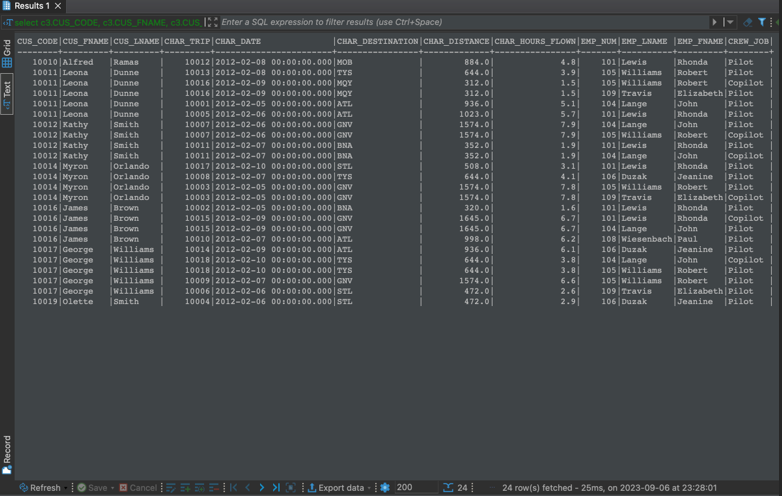 Results 1 ×
select c3.CUS_CODE, c3.CUS_FNAME, c3.CUS_ Enter a SQL expression to filter results (use Ctrl+Space)
Grid
Text
Record
CUS_CODE|CUS_FNAME|CUS_LNAME|CHAR_TRIP|CHAR_DATE |CHAR_DESTINATION|CHAR_DISTANCE|CHAR_HOURS_FLOWN|EMP_NUM|EMP_LNAME |EMP_FNAME|CREW_JOB|
--------+---------+---------+---------+-----------------------+----------------+-------------+----------------+-------+----------+---------+--------+
10010|Alfred |Ramas | 10012|2012-02-08 00:00:00.000|MOB | 884.0| 4.8| 101|Lewis |Rhonda |Pilot |
10011|Leona |Dunne | 10013|2012-02-08 00:00:00.000|TYS | 644.0| 3.9| 105|Williams |Robert |Pilot |
10011|Leona |Dunne | 10016|2012-02-09 00:00:00.000|MQY | 312.0| 1.5| 105|Williams |Robert |Copilot |
10011|Leona |Dunne | 10016|2012-02-09 00:00:00.000|MQY | 312.0| 1.5| 109|Travis |Elizabeth|Pilot |
10011|Leona |Dunne | 10001|2012-02-05 00:00:00.000|ATL | 936.0| 5.1| 104|Lange |John |Pilot |
10011|Leona |Dunne | 10005|2012-02-06 00:00:00.000|ATL | 1023.0| 5.7| 101|Lewis |Rhonda |Pilot |
10012|Kathy |Smith | 10007|2012-02-06 00:00:00.000|GNV | 1574.0| 7.9| 104|Lange |John |Pilot |
10012|Kathy |Smith | 10007|2012-02-06 00:00:00.000|GNV | 1574.0| 7.9| 105|Williams |Robert |Copilot |
10012|Kathy |Smith | 10011|2012-02-07 00:00:00.000|BNA | 352.0| 1.9| 101|Lewis |Rhonda |Pilot |
10012|Kathy |Smith | 10011|2012-02-07 00:00:00.000|BNA | 352.0| 1.9| 104|Lange |John |Copilot |
10014|Myron |Orlando | 10017|2012-02-10 00:00:00.000|STL | 508.0| 3.1| 101|Lewis |Rhonda |Pilot |
10014|Myron |Orlando | 10008|2012-02-07 00:00:00.000|TYS | 644.0| 4.1| 106|Duzak |Jeanine |Pilot |
10014|Myron |Orlando | 10003|2012-02-05 00:00:00.000|GNV | 1574.0| 7.8| 105|Williams |Robert |Pilot |
10014|Myron |Orlando | 10003|2012-02-05 00:00:00.000|GNV | 1574.0| 7.8| 109|Travis |Elizabeth|Copilot |
10016|James |Brown | 10002|2012-02-05 00:00:00.000|BNA | 320.0| 1.6| 101|Lewis |Rhonda |Pilot |
10016|James |Brown | 10015|2012-02-09 00:00:00.000|GNV | 1645.0| 6.7| 101|Lewis |Rhonda |Copilot |
10016|James |Brown | 10015|2012-02-09 00:00:00.000|GNV | 1645.0| 6.7| 104|Lange |John |Pilot |
10016|James |Brown | 10010|2012-02-07 00:00:00.000|ATL | 998.0| 6.2| 108|Wiesenbach|Paul |Pilot |
10017|George |Williams | 10014|2012-02-09 00:00:00.000|ATL | 936.0| 6.1| 106|Duzak |Jeanine |Pilot |
10017|George |Williams | 10018|2012-02-10 00:00:00.000|TYS | 644.0| 3.8| 104|Lange |John |Copilot |
10017|George |Williams | 10018|2012-02-10 00:00:00.000|TYS | 644.0| 3.8| 105|Williams |Robert |Pilot |
10017|George |Williams | 10009|2012-02-07 00:00:00.000|GNV | 1574.0| 6.6| 105|Williams |Robert |Pilot |
10017|George |Williams | 10006|2012-02-06 00:00:00.000|STL | 472.0| 2.6| 109|Travis |Elizabeth|Pilot |
10019|Olette |Smith | 10004|2012-02-06 00:00:00.000|STL | 472.0| 2.9| 106|Duzak |Jeanine |Pilot |
Refresh Save Cancel Export data 200 24 24 row(s) fetched - 25ms, on 2023-09-06 at 23:28:01